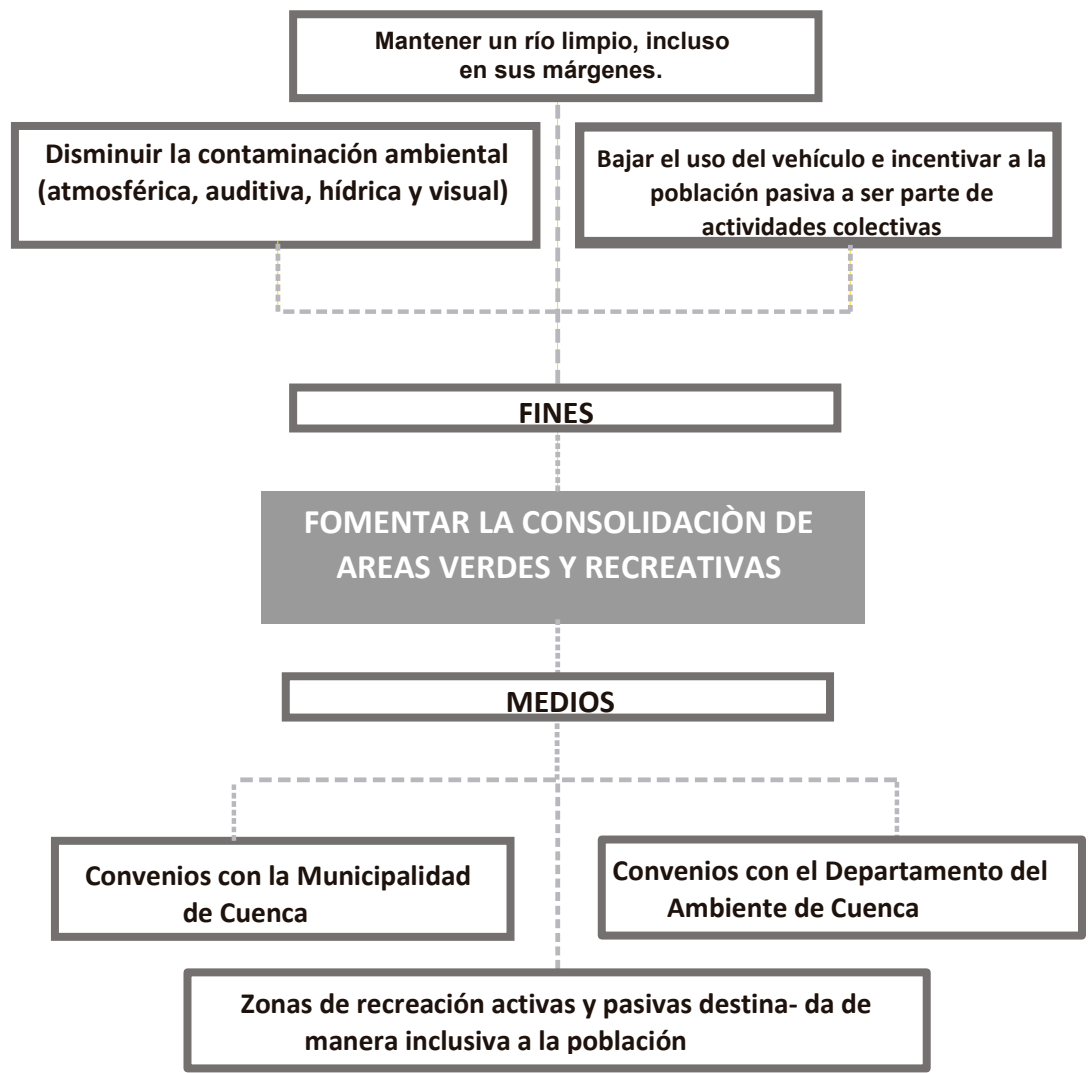 Mantener un río limpio, incluso
en sus márgenes.
Disminuir la contaminación ambiental
(atmosférica, auditiva, hídrica y visual)
Bajar el uso del vehículo e incentivar a la
población pasiva a ser parte de
actividades colectivas
FINES
FOMENTAR LA CONSOLIDACIÒN DE
AREAS VERDES Y RECREATIVAS
MEDIOS
Convenios con la Municipalidad
de Cuenca
Convenios con el Departamento del
Ambiente de Cuenca
Zonas de recreación activas y pasivas destina- da de
manera inclusiva a la población